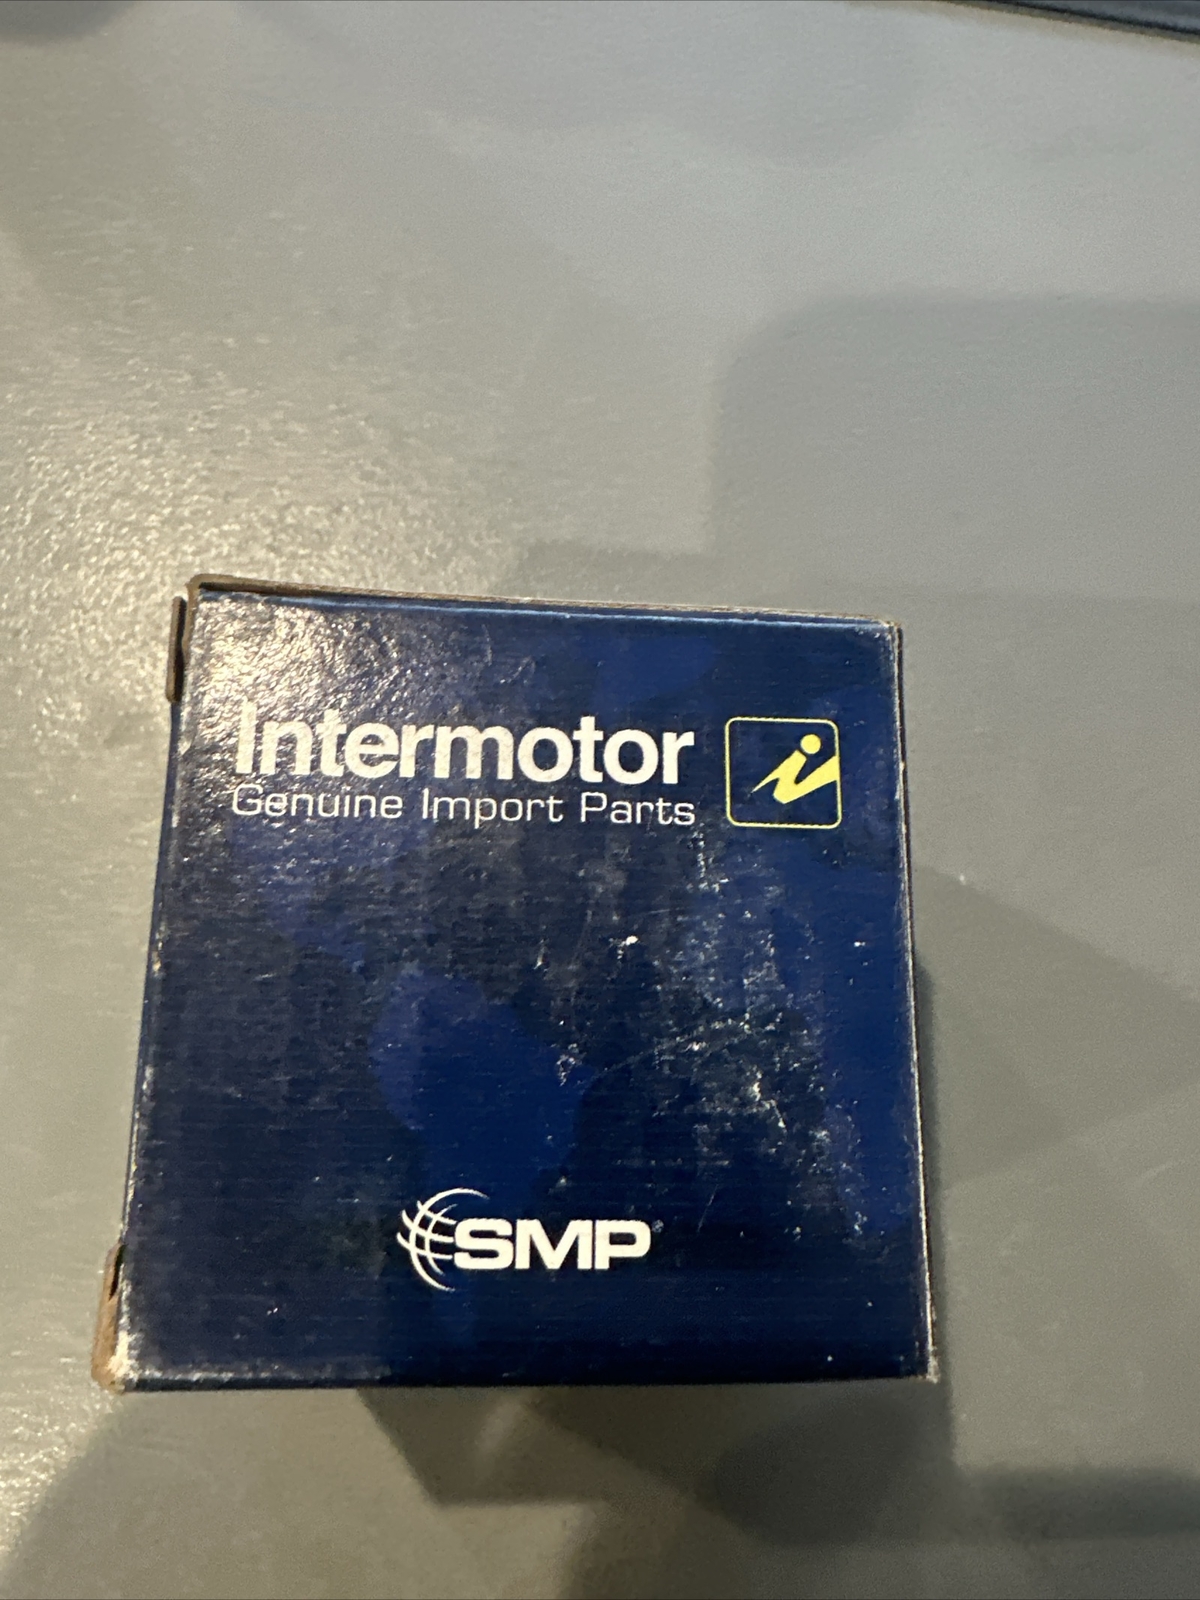 Intermotor
Genuine Import Parts
SMP